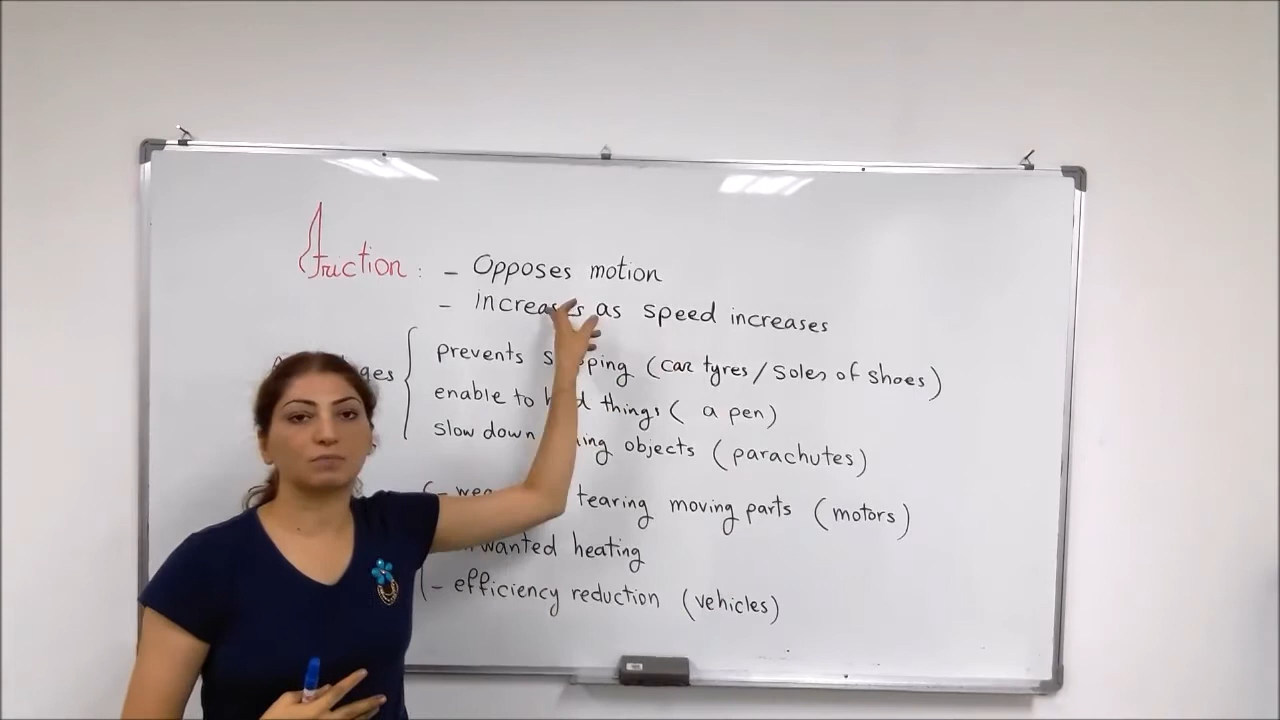 friction : - Opposes motion
- increases as speed increases
prevents (car tyres / soles of shoes)
enable to things ( a pen)
slow down objects (parachutes)
- tearing moving parts (motors)
heating
- efficiency reduction (vehicles)